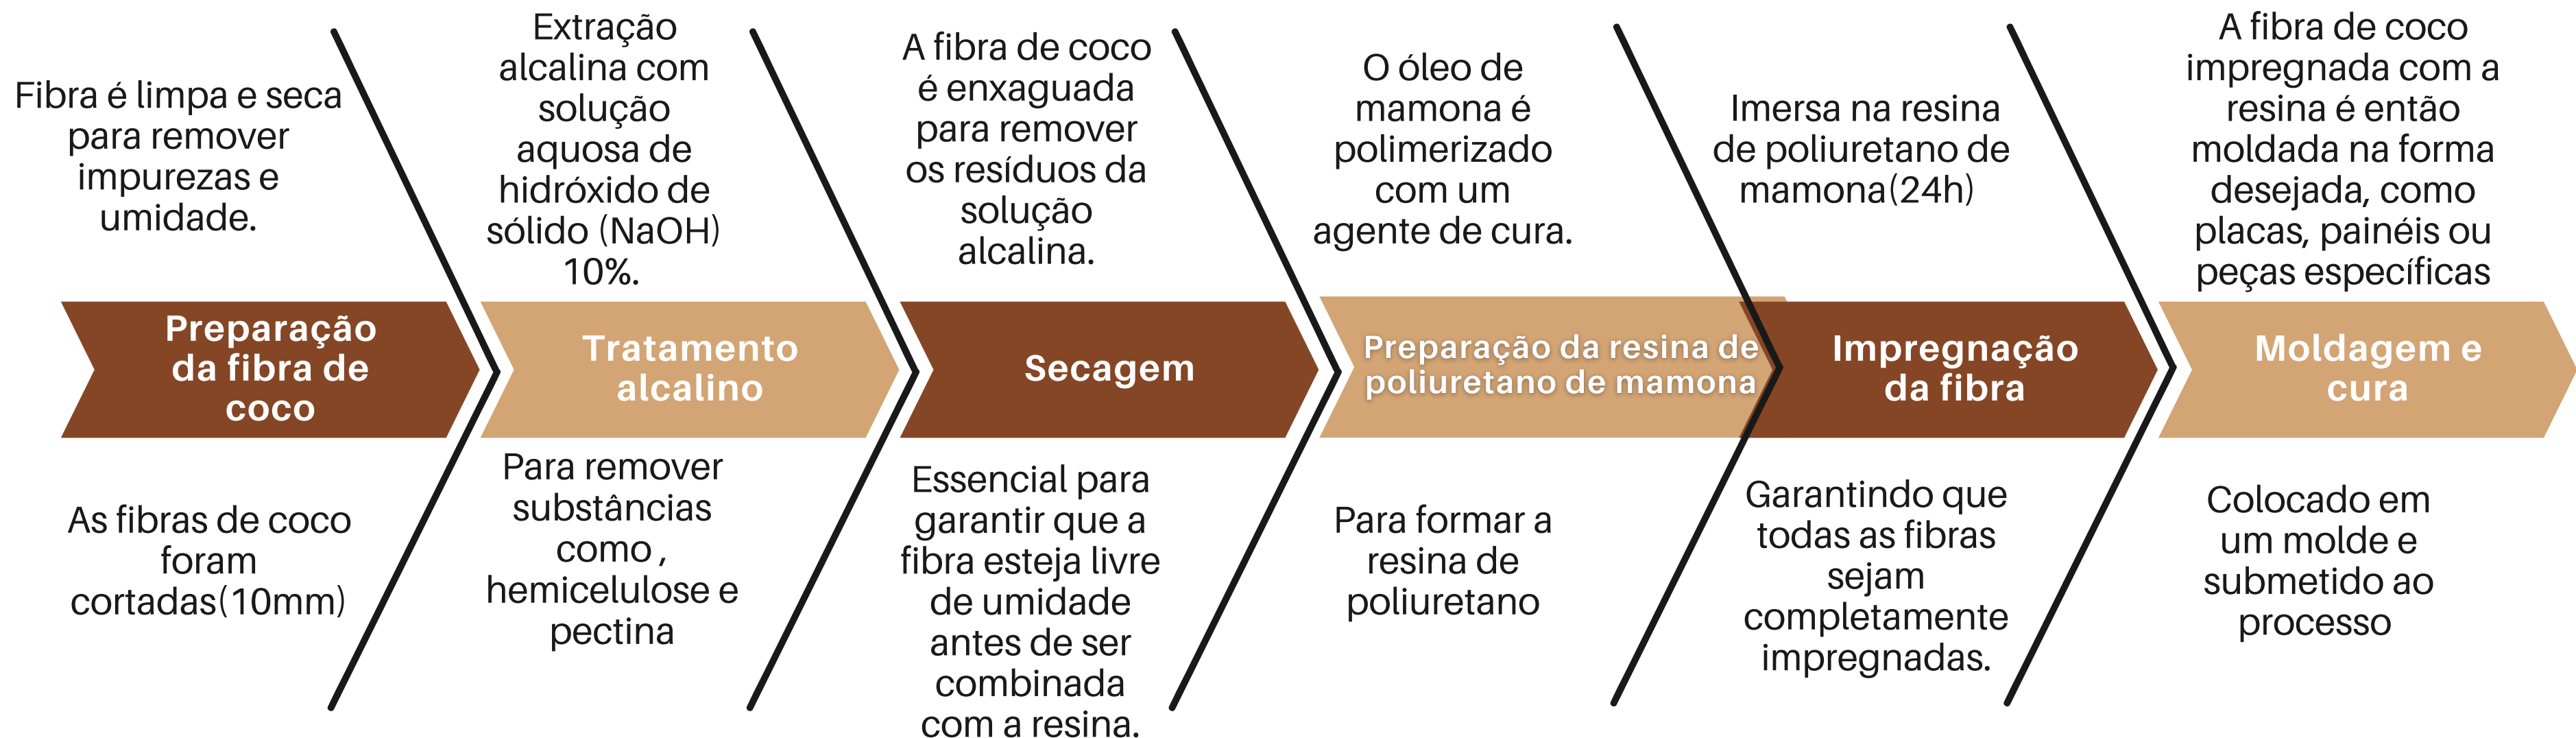 Fibra é limpa e seca
para remover
impurezas e
umidade.
Preparação
da fibra de
coco
As fibras de coco
foram
cortadas(10mm)
Extração
alcalina com
solução
aquosa de
hidróxido de
sólido (NaOH)
10%.
Tratamento
alcalino
Para remover
substâncias
como ,
hemicelulose e
pectina
A fibra de coco
é enxaguada
para remover
os resíduos da
solução
alcalina.
Secagem
Essencial para
garantir que a
fibra esteja livre
de umidade
antes de ser
combinada
com a resina.
O óleo de
mamona é
polimerizado
com um
agente de cura.
Preparação da resina de
poliuretano de mamona
Para formar a
resina de
poliuretano
Imersa na resina
de poliuretano de
mamona(24h)
Impregnação
da fibra
Garantindo que
todas as fibras
sejam
completamente
impregnadas.
A fibra de coco
impregnada com a
resina é então
moldada na forma
desejada, como
placas, painéis ou
peças específicas
Moldagem e
cura
Colocado em
um molde e
submetido ao
processo